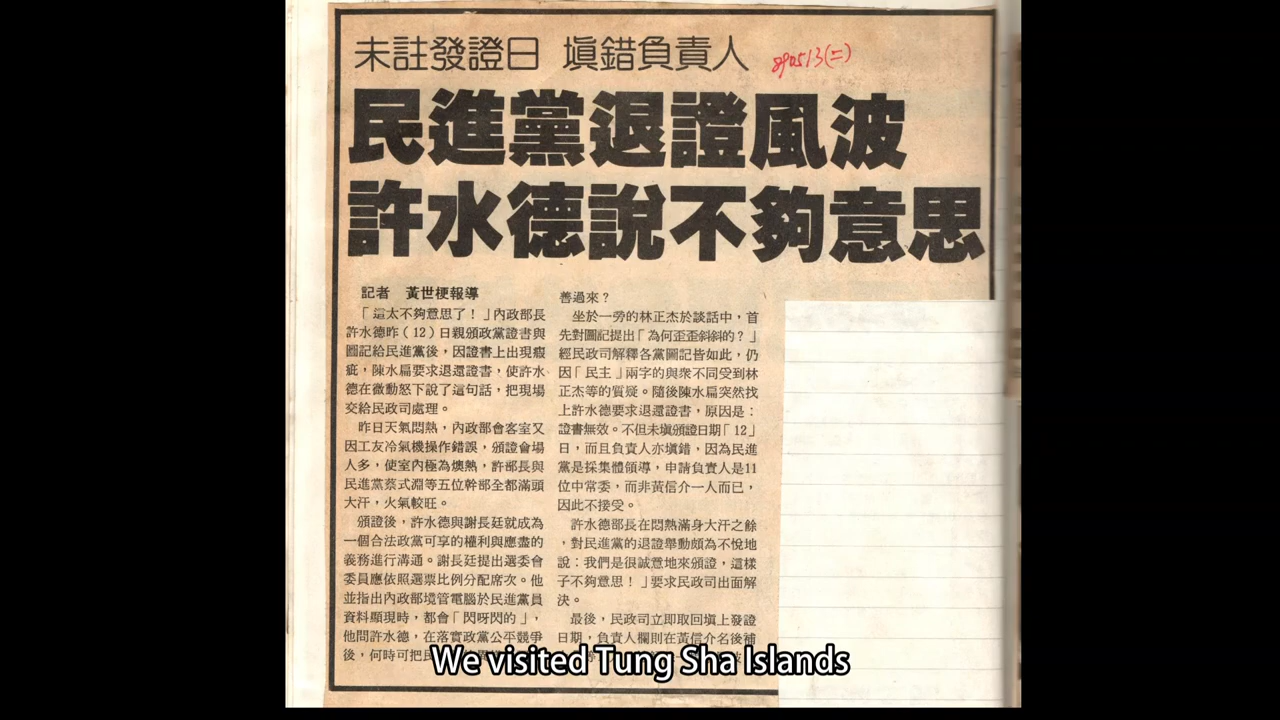 未註發證日 填錯負責人
890513(二)
民進黨退證風波
許水德說不夠意思
記者 黃世梗報導
「這太不夠意思了！」內政部長
許水德昨（12）日親頒政黨證書與
圖記給民進黨後，因證書上出現瑕
疵，陳水扁要求退還證書，使許水
德在微動怒下說了這句話，把現場
交給民政司處理。
昨日天氣悶熱，內政部會客室又
因工友冷氣機操作錯誤，頒證會場
人多，使室內極為燠熱，許部長與
民進黨蔡式淵等五位幹部全都滿頭
大汗，火氣較旺。
頒證後，許水德與謝長廷就成為
一個合法政黨可享的權利與應盡的
義務進行溝通。謝長廷提出選委會
委員應依照選票比例分配席次。他
並指出內政部境管電腦於民進黨員
資料顯現時，都會「閃呀閃的」，
他問許水德，在落實政黨公平競爭
後，何時可把民
善過來？
坐於一旁的林正杰於談話中，首
先對圖記提出「為何歪歪斜斜的？」
經民政司解釋各黨圖記皆如此，仍
因「民主」兩字的與眾不同受到林
正杰等的質疑。隨後陳水扁突然找
上許水德要求退還證書，原因是：
證書無效。不但未填頒證日期「12」
日，而且負責人亦填錯，因為民進
黨是採集體領導，申請負責人是11
位中常委，而非黃信介一人而已，
因此不接受。
許水德部長在悶熱滿身大汗之餘
，對民進黨的退證舉動頗為不悅地
說：我們是很誠意地來頒證，這樣
子不夠意思！」要求民政司出面解
決。
最後，民政司立即取回填上發證
日期，負責人欄則在黃信介名後補
We visited Tung Sha Islands